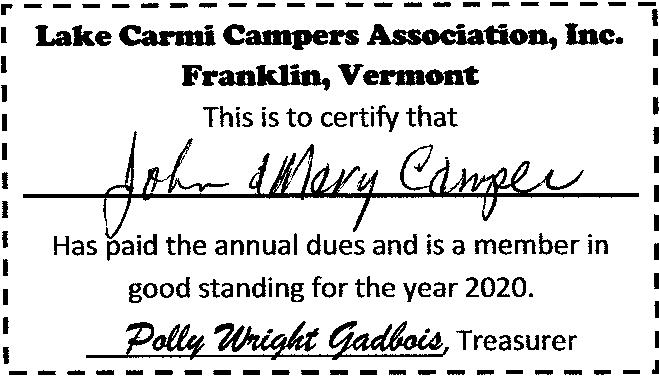 Lake Carmi Campers Association, Inc.
Franklin, Vermont
This is to certify that
John & Mary Camper
Has paid the annual dues and is a member in
good standing for the year 2020.
Polly Wright Gadbois, Treasurer